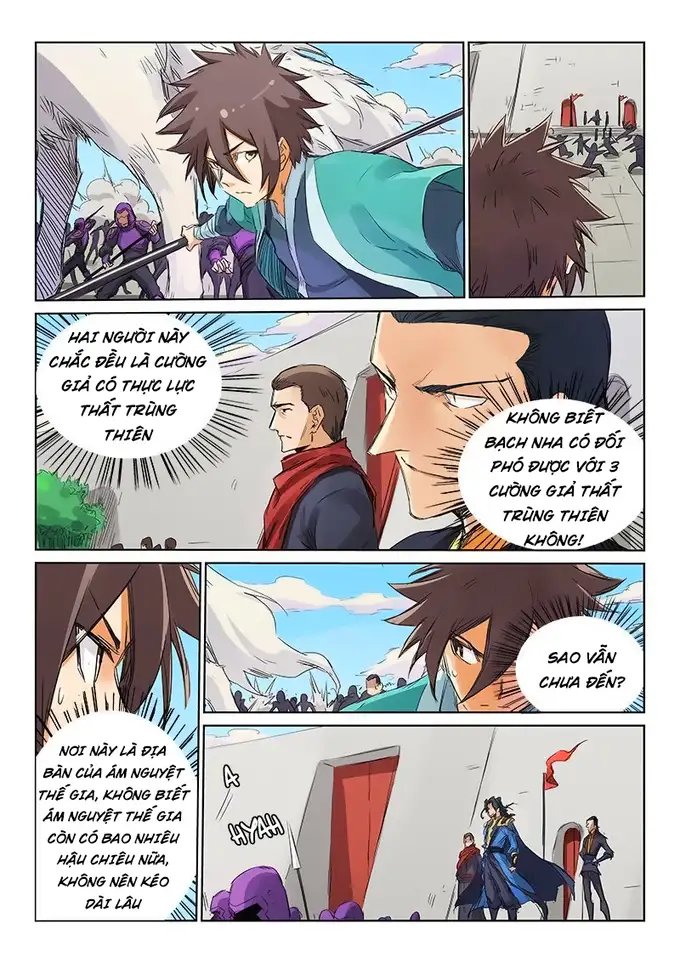 HAI NGƯỜI NÀY
CHẮC ĐỀU LÀ CƯỜNG
GIẢ CÓ THỰC LỰC
THẤT TRÙNG
THIÊN
KHÔNG BIẾT
BẠCH NHA CÓ ĐỐI
PHÓ ĐƯỢC VỚI 3
CƯỜNG GIẢ THẤT
TRÙNG THIÊN
KHÔNG!
NƠI NÀY LÀ ĐỊA
BÀN CỦA ÁM NGUYỆT
THẾ GIA, KHÔNG BIẾT
ÁM NGUYỆT THẾ GIA
CÒN CÓ BAO NHIÊU
HẬU CHIÊU NỮA,
KHÔNG NÊN KÉO
DÀI LÂU
SAO VẪN
CHƯA ĐẾN?
A
HYAH